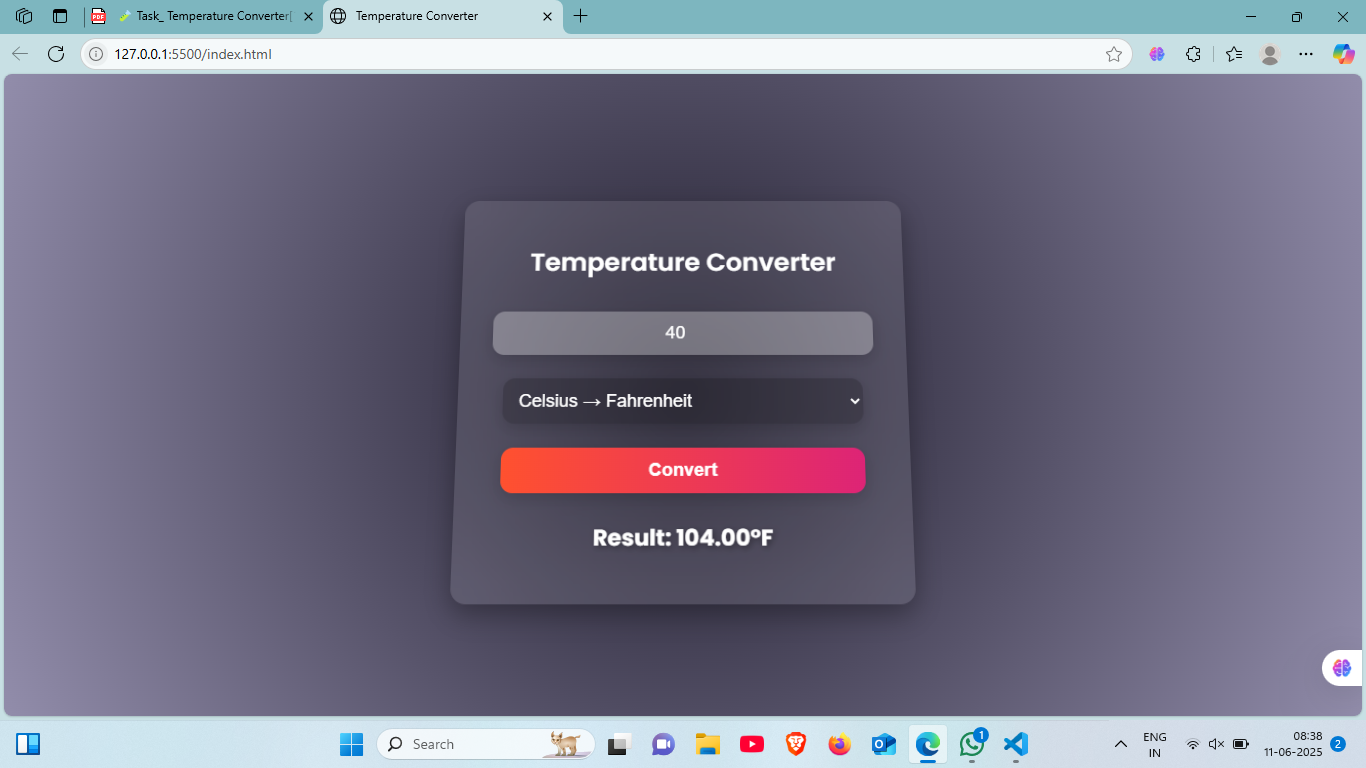 PDF
Task_ Temperature Converter[
Temperature Converter
127.0.0.1:5500/index.html
Temperature Converter
40
Celsius → Fahrenheit
Convert
Result: 104.00°F
Search
1
ENG
IN
08:38
11-06-2025
2